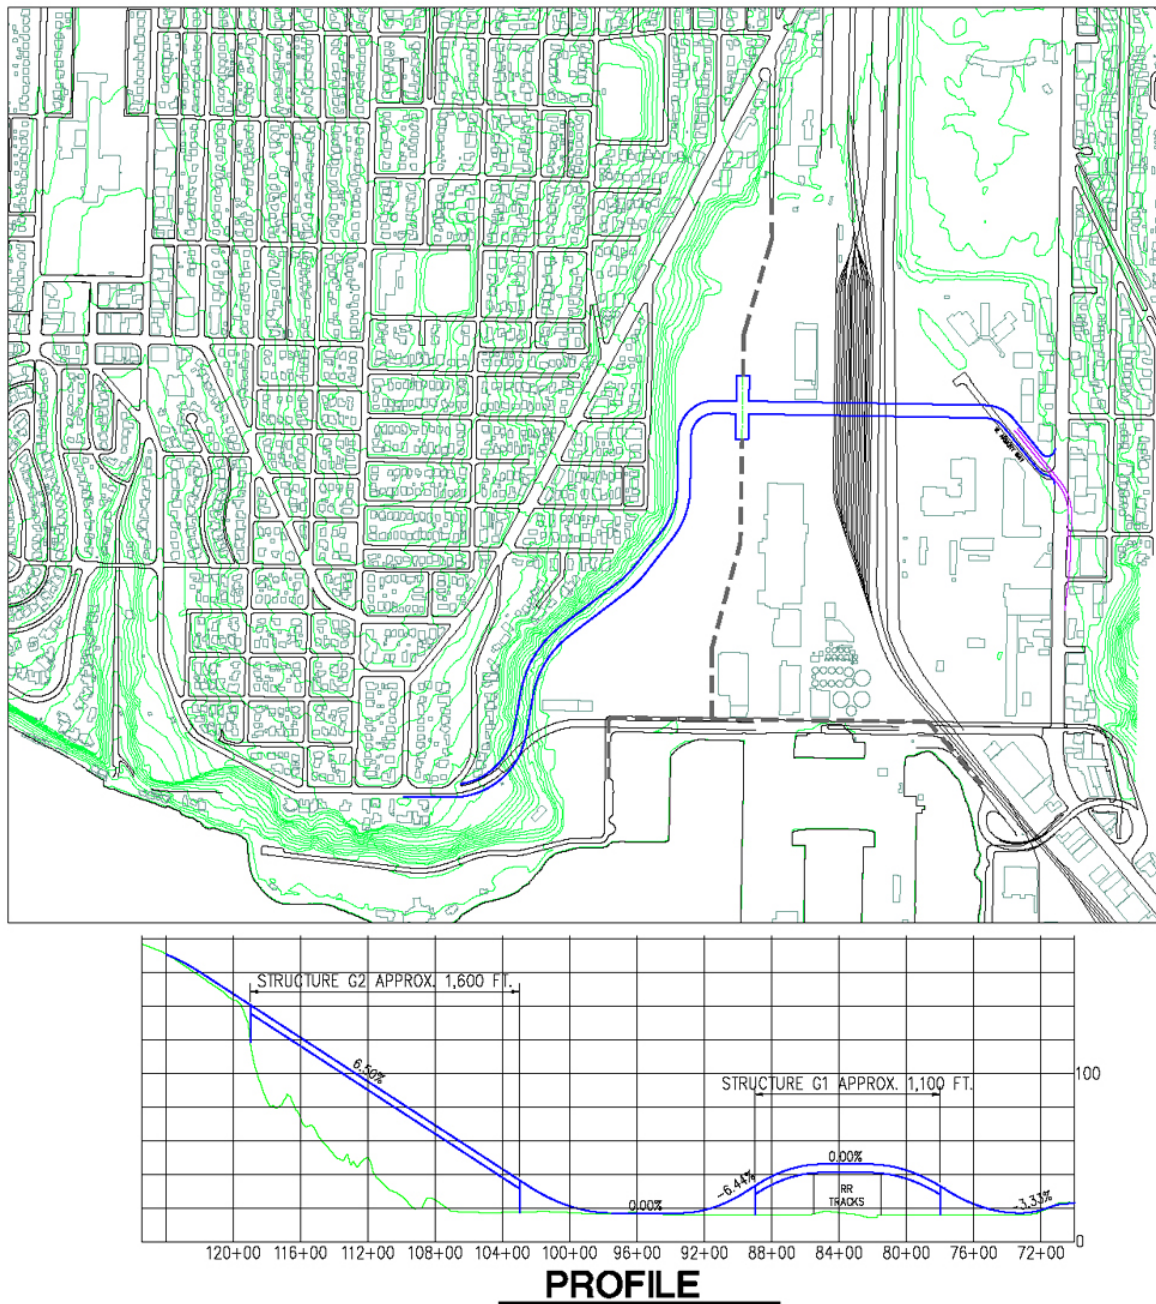 STRUCTURE G2 APPROX. 1,600 FT.
6.50%
100
STRUCTURE G1 APPROX. 1,100 FT.
0.00%
-6.44%
RR
TRACKS
0.00%
-3.33%
0
120+00 116+00 112+00 108+00 104+00 100+00 96+00 92+00 88+00 84+00 80+00 76+00 72+00
PROFILE